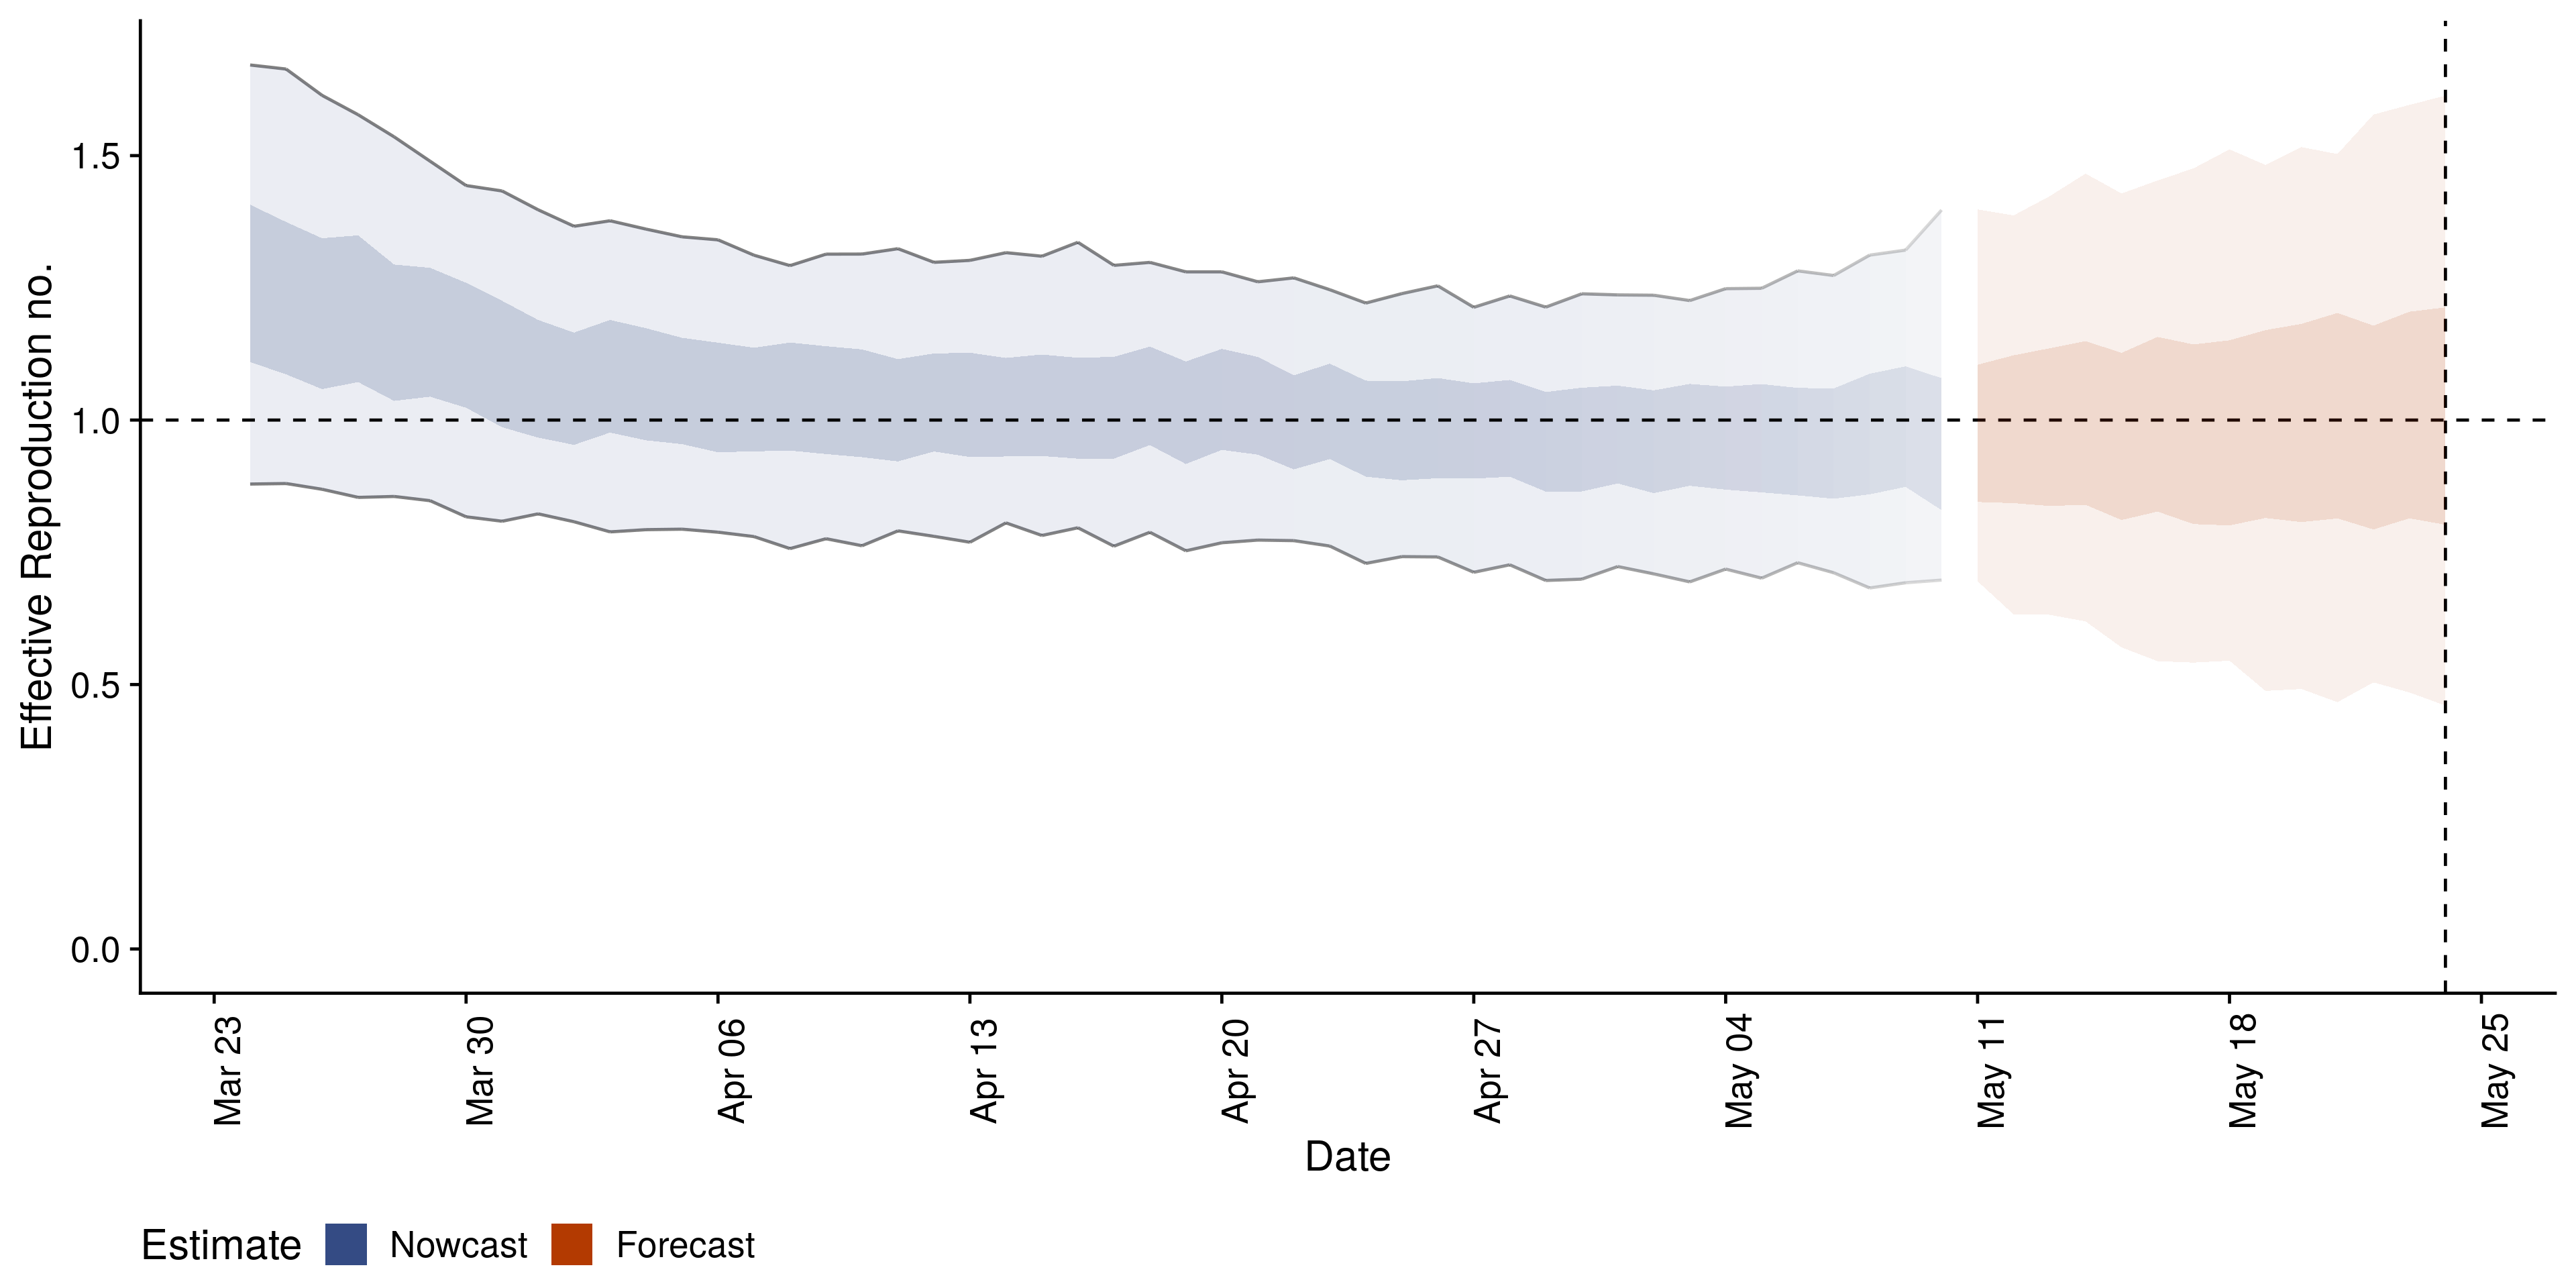 Effective Reproduction no.
1.5
1.0
0.5
0.0
Mar 23
Mar 30
Apr 06
Apr 13
Apr 20
Apr 27
May 04
May 11
May 18
May 25
Date
Estimate Nowcast Forecast